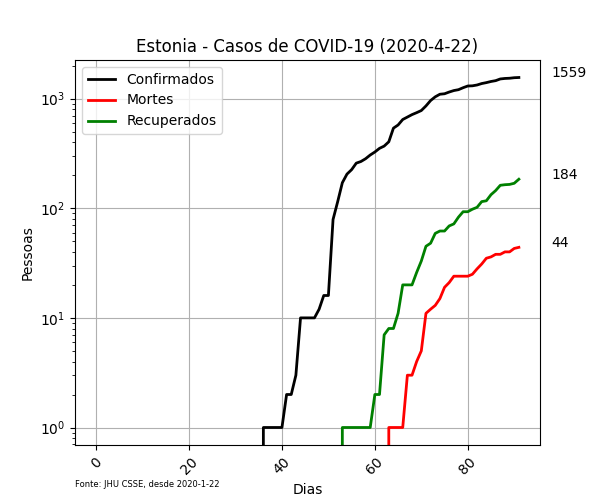 Estonia - Casos de COVID-19 (2020-4-22)
Confirmados
Mortes
Recuperados
1559
184
44
10³
10²
10¹
10⁰
Pessoas
0
20
40
60
80
Dias
Fonte: JHU CSSE, desde 2020-1-22